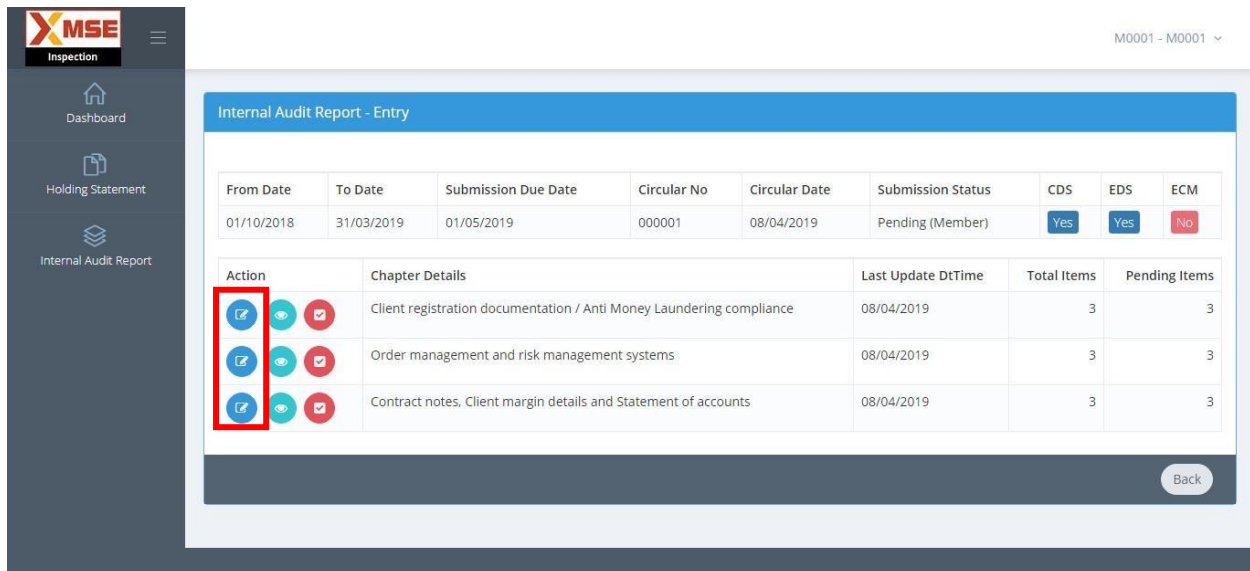 XMSE
Inspection
M0001 - M0001
Dashboard
Holding Statement
Internal Audit Report
Internal Audit Report - Entry
From Date To Date Submission Due Date Circular No Circular Date Submission Status CDS EDS ECM
01/10/2018 31/03/2019 01/05/2019 000001 08/04/2019 Pending (Member) Yes Yes No
Action Chapter Details Last Update DtTime Total Items Pending Items
Client registration documentation / Anti Money Laundering compliance 08/04/2019 3 3
Order management and risk management systems 08/04/2019 3 3
Contract notes, Client margin details and Statement of accounts 08/04/2019 3 3
Back